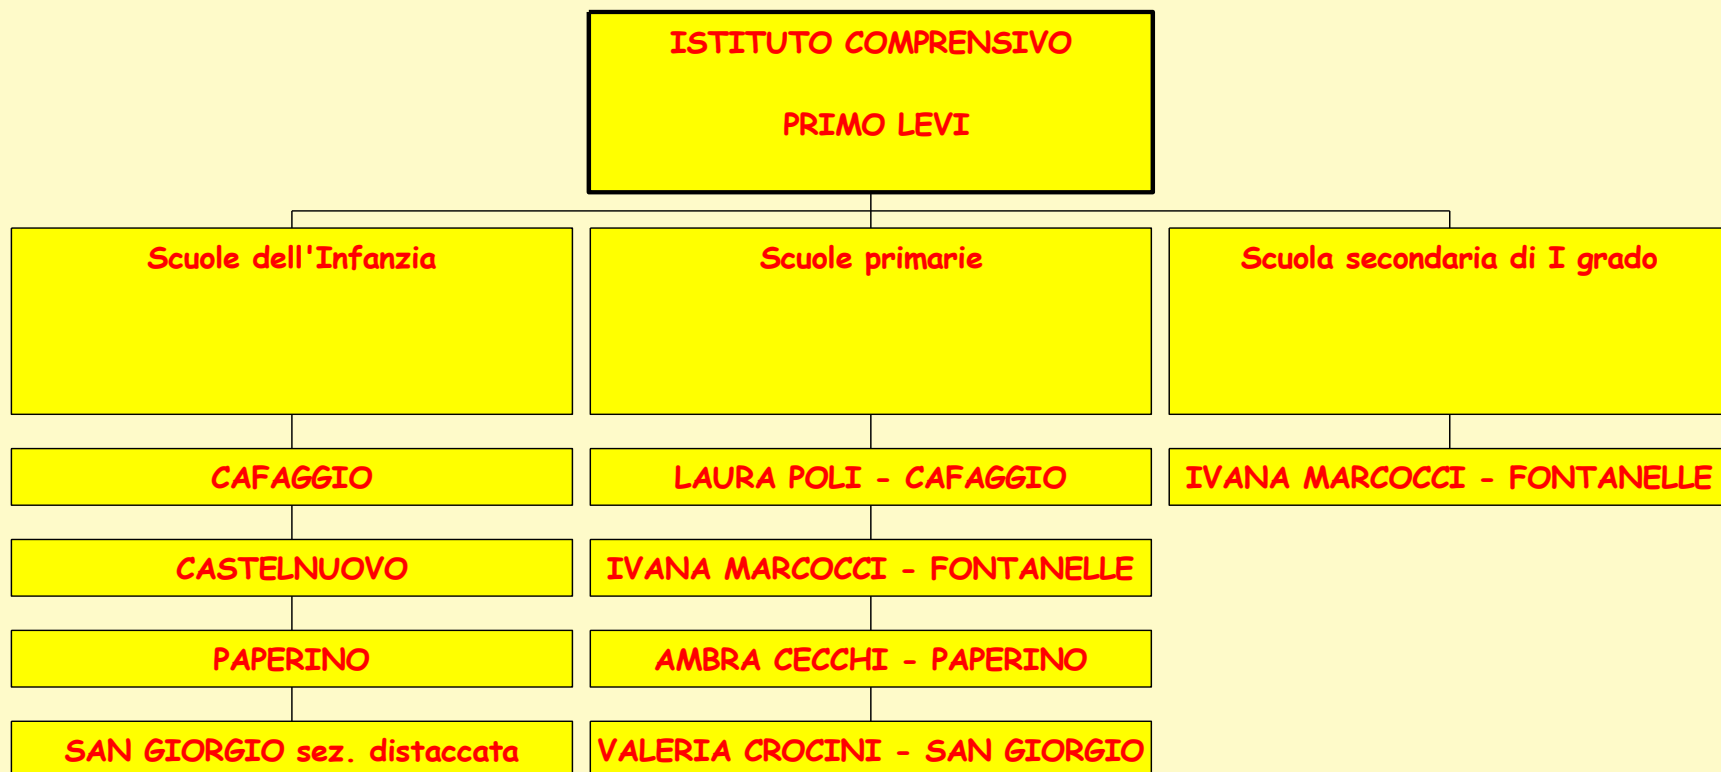 ISTITUTO COMPRENSIVO
PRIMO LEVI
Scuole dell'Infanzia
CAFAGGIO
CASTELNUOVO
PAPERINO
SAN GIORGIO sez. distaccata
Scuole primarie
LAURA POLI - CAFAGGIO
IVANA MARCOCCI - FONTANELLE
AMBRA CECCHI - PAPERINO
VALERIA CROCINI - SAN GIORGIO
Scuola secondaria di I grado
IVANA MARCOCCI - FONTANELLE